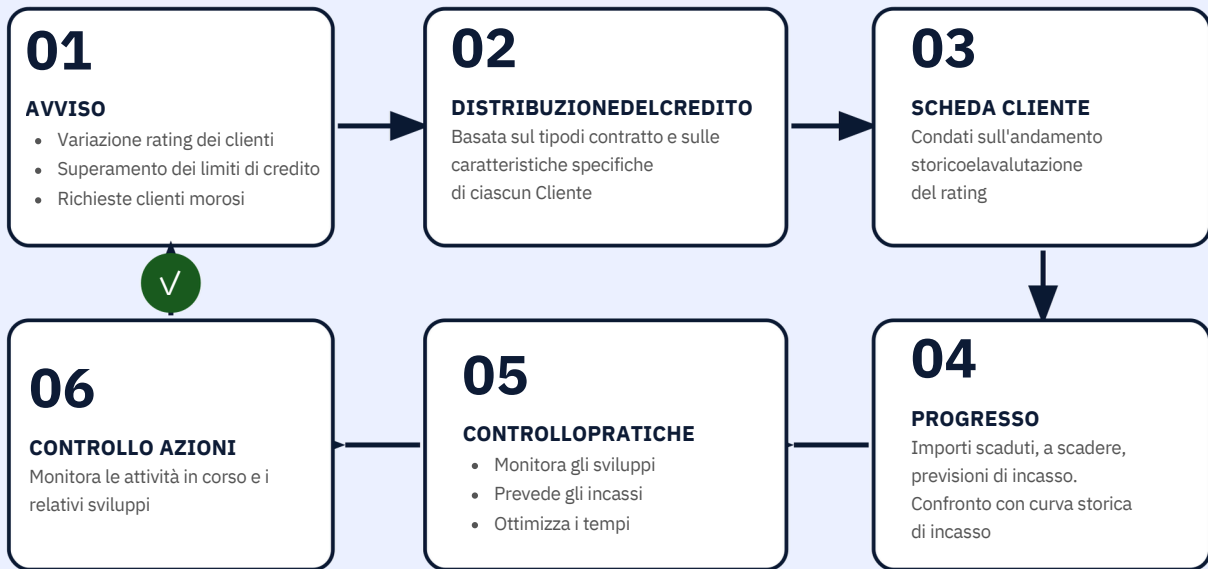 01
AVVISO
• Variazione rating dei clienti
• Superamento dei limiti di credito
• Richieste clienti morosi
02
DISTRIBUZIONEDELCREDITO
Basata sul tipodi contratto e sulle
caratteristiche specifiche
di ciascun Cliente
03
SCHEDA CLIENTE
Condati sull'andamento
storicoelavalutazione
del rating
04
PROGRESSO
Importi scaduti, a scadere,
previsioni di incasso.
Confronto con curva storica
di incasso
05
CONTROLLOPRATICHE
• Monitora gli sviluppi
• Prevede gli incassi
• Ottimizza i tempi
06
CONTROLLO AZIONI
Monitora le attività in corso e i
relativi sviluppi